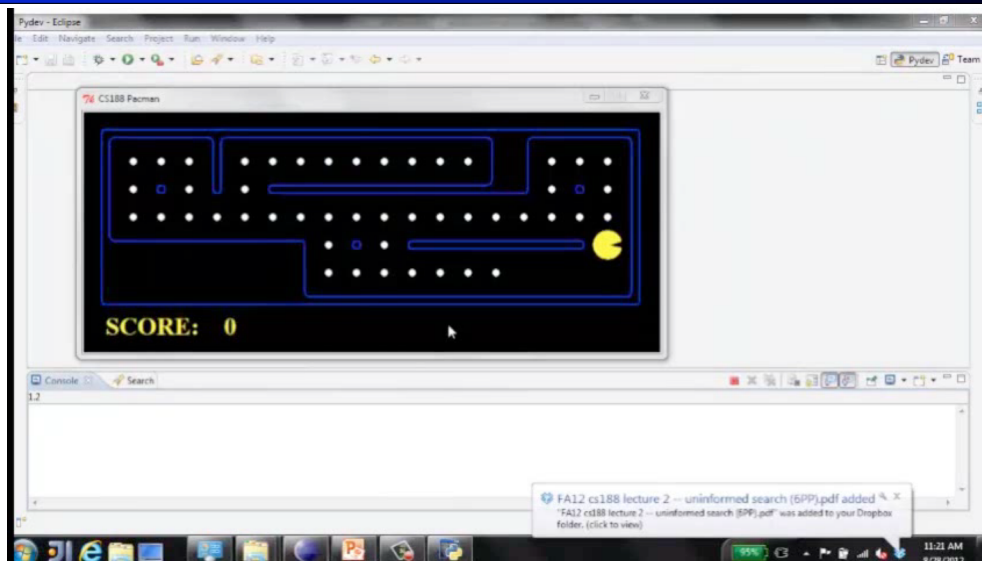 Pydev - Eclipse
Edit Navigate Search Project Run Window Help
Pydev Team
CS188 Pacman
SCORE: 0
Console Search
1.2
FA12 cs188 lecture 2 -- uninformed search (6PP).pdf added
"FA12 cs188 lecture 2 -- uninformed search (6PP).pdf" was added to your Dropbox
folder. (click to view)
95%
11:21 AM